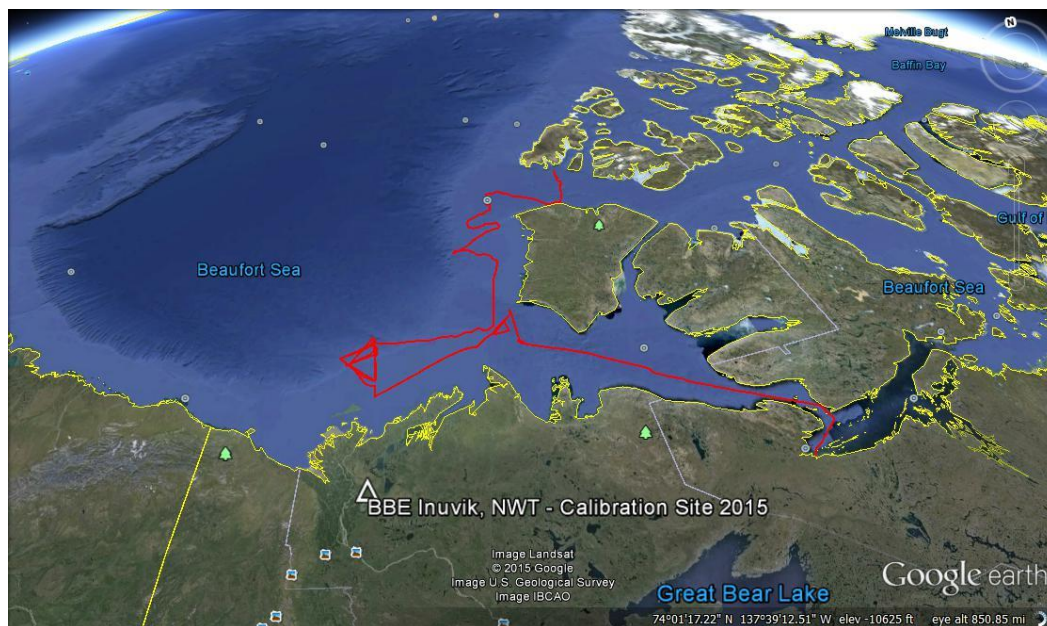 N
Melville Bugt
Baffin Bay
Gulf of
Beaufort Sea
Beaufort Sea
BBE Inuvik, NWT - Calibration Site 2015
Image Landsat
© 2015 Google
Image U.S. Geological Survey
Image IBCAO
Google earth
Great Bear Lake
74°01'17.22" N 137°39'12.51" W elev -10625 ft eye alt 850.85 mi